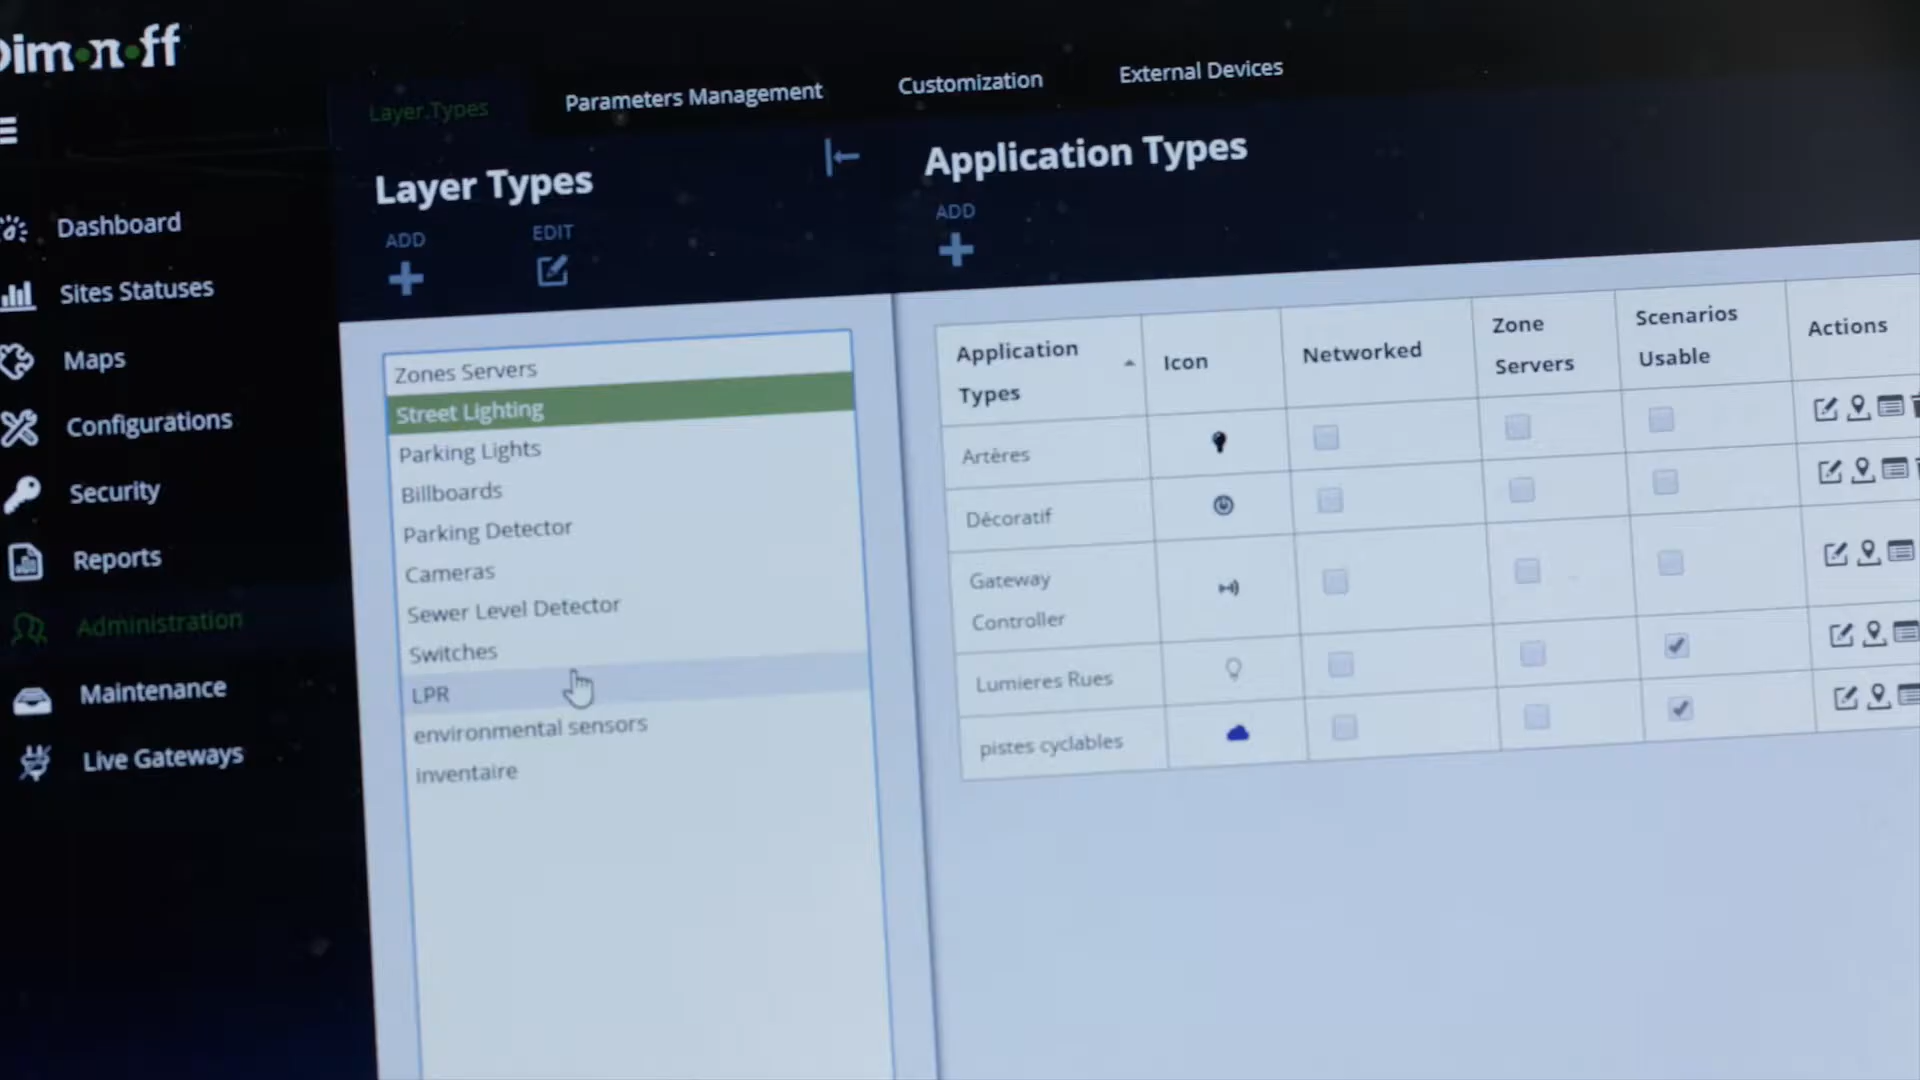 Dim•n•ff
Layer Types
Parameters Management
Customization
External Devices
Dashboard
Sites Statuses
Maps
Configurations
Security
Reports
Administration
Maintenance
Live Gateways
Layer Types
ADD
EDIT
Zones Servers
Street Lighting
Parking Lights
Billboards
Parking Detector
Cameras
Sewer Level Detector
Switches
LPR
environmental sensors
inventaire
Application Types
ADD
Application
Types
Icon
Networked
Zone
Servers
Scenarios
Usable
Actions
Artères
Décoratif
Gateway
Controller
Lumieres Rues
pistes cyclables